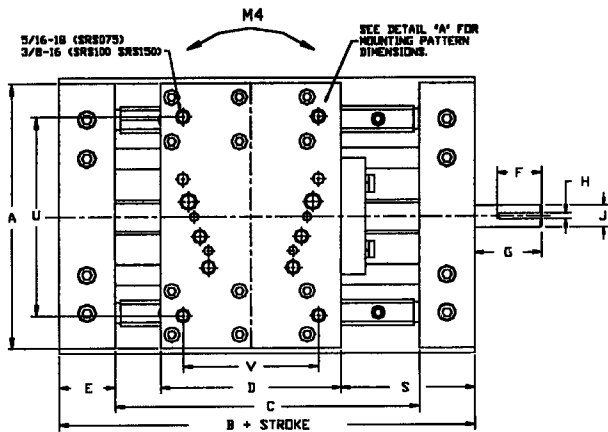 M4
5/16-18 (SRS075)
3/8-16 (SRS100 SRS150)
SEE DETAIL "A" FOR
MOUNTING PATTERN
DIMENSIONS.
F
H
A
U
J
G
V
E
D
S
C
B + STROKE